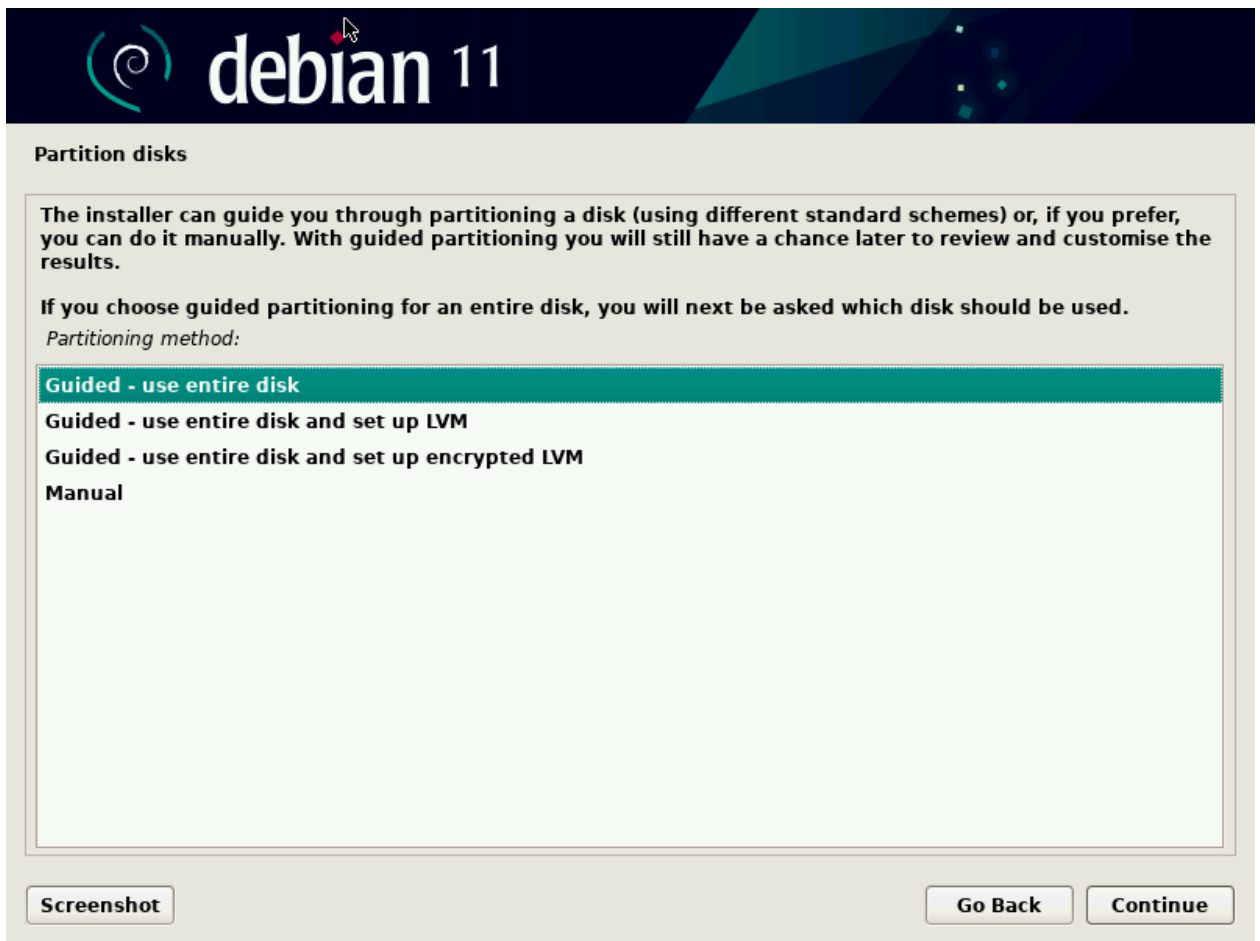 debian 11
Partition disks
The installer can guide you through partitioning a disk (using different standard schemes) or, if you prefer,
you can do it manually. With guided partitioning you will still have a chance later to review and customise the
results.
If you choose guided partitioning for an entire disk, you will next be asked which disk should be used.
Partitioning method:
Guided - use entire disk
Guided - use entire disk and set up LVM
Guided - use entire disk and set up encrypted LVM
Manual
Screenshot
Go Back
Continue